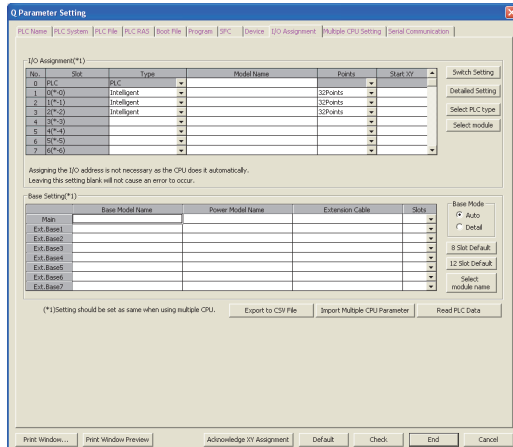 Q Parameter Setting
PLC Name PLC System PLC File PLC RAS Boot File Program SFC Device I/O Assignment Multiple CPU Setting Serial Communication
I/O Assignment(*1)
No. Slot Type Model Name Points Start XY
0 PLC PLC
1 0(*-0) Intelligent 32Points
2 1(*-1) Intelligent 32Points
3 2(*-2) Intelligent 32Points
4 3(*-3)
5 4(*-4)
6 5(*-5)
7 6(*-6)
Switch Setting
Detailed Setting
Select PLC type
Select module
Assigning the I/O address is not necessary as the CPU does it automatically.
Leaving this setting blank will not cause an error to occur.
Base Setting(*1)
Base Model Name Power Model Name Extension Cable Slots
Main
Ext.Base1
Ext.Base2
Ext.Base3
Ext.Base4
Ext.Base5
Ext.Base6
Ext.Base7
Base Mode
Auto
Detail
8 Slot Default
12 Slot Default
Select
module name
(*1)Setting should be set as same when using multiple CPU.
Export to CSV File Import Multiple CPU Parameter Read PLC Data
Print Window... Print Window Preview Acknowledge XY Assignment Default Check End Cancel